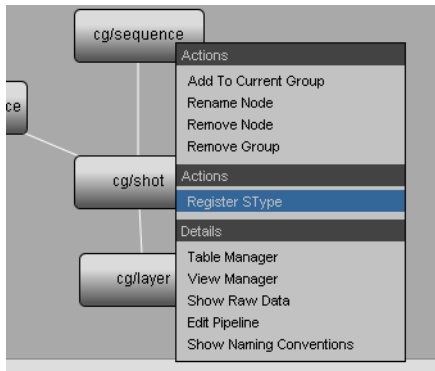 cg/sequence
Actions
Add To Current Group
Rename Node
Remove Node
Remove Group
ce
cg/shot
Actions
Register SType
Details
Table Manager
cg/layer
View Manager
Show Raw Data
Edit Pipeline
Show Naming Conventions